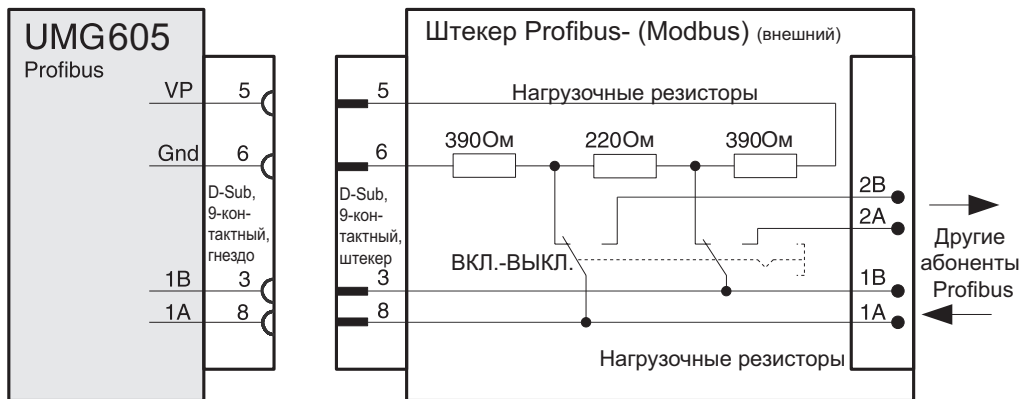 UMG605
Profibus
VP 5
Gnd 6
D-Sub,
9-кон-
тактный,
гнездо
1B 3
1A 8
Штекер Profibus- (Modbus) (внешний)
5
Нагрузочные резисторы
6
390Ом 220Ом 390Ом
D-Sub,
9-кон-
тактный,
штекер
ВКЛ.-ВЫКЛ.
3
8
2B
2A
1B
1A
Нагрузочные резисторы
Другие
абоненты
Profibus